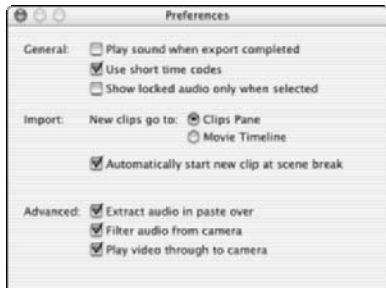 Preferences
General: Play sound when export completed
Use short time codes
Show locked audio only when selected
Import: New clips go to: Clips Pane
Movie Timeline
Automatically start new clip at scene break
Advanced: Extract audio in paste over
Filter audio from camera
Play video through to camera